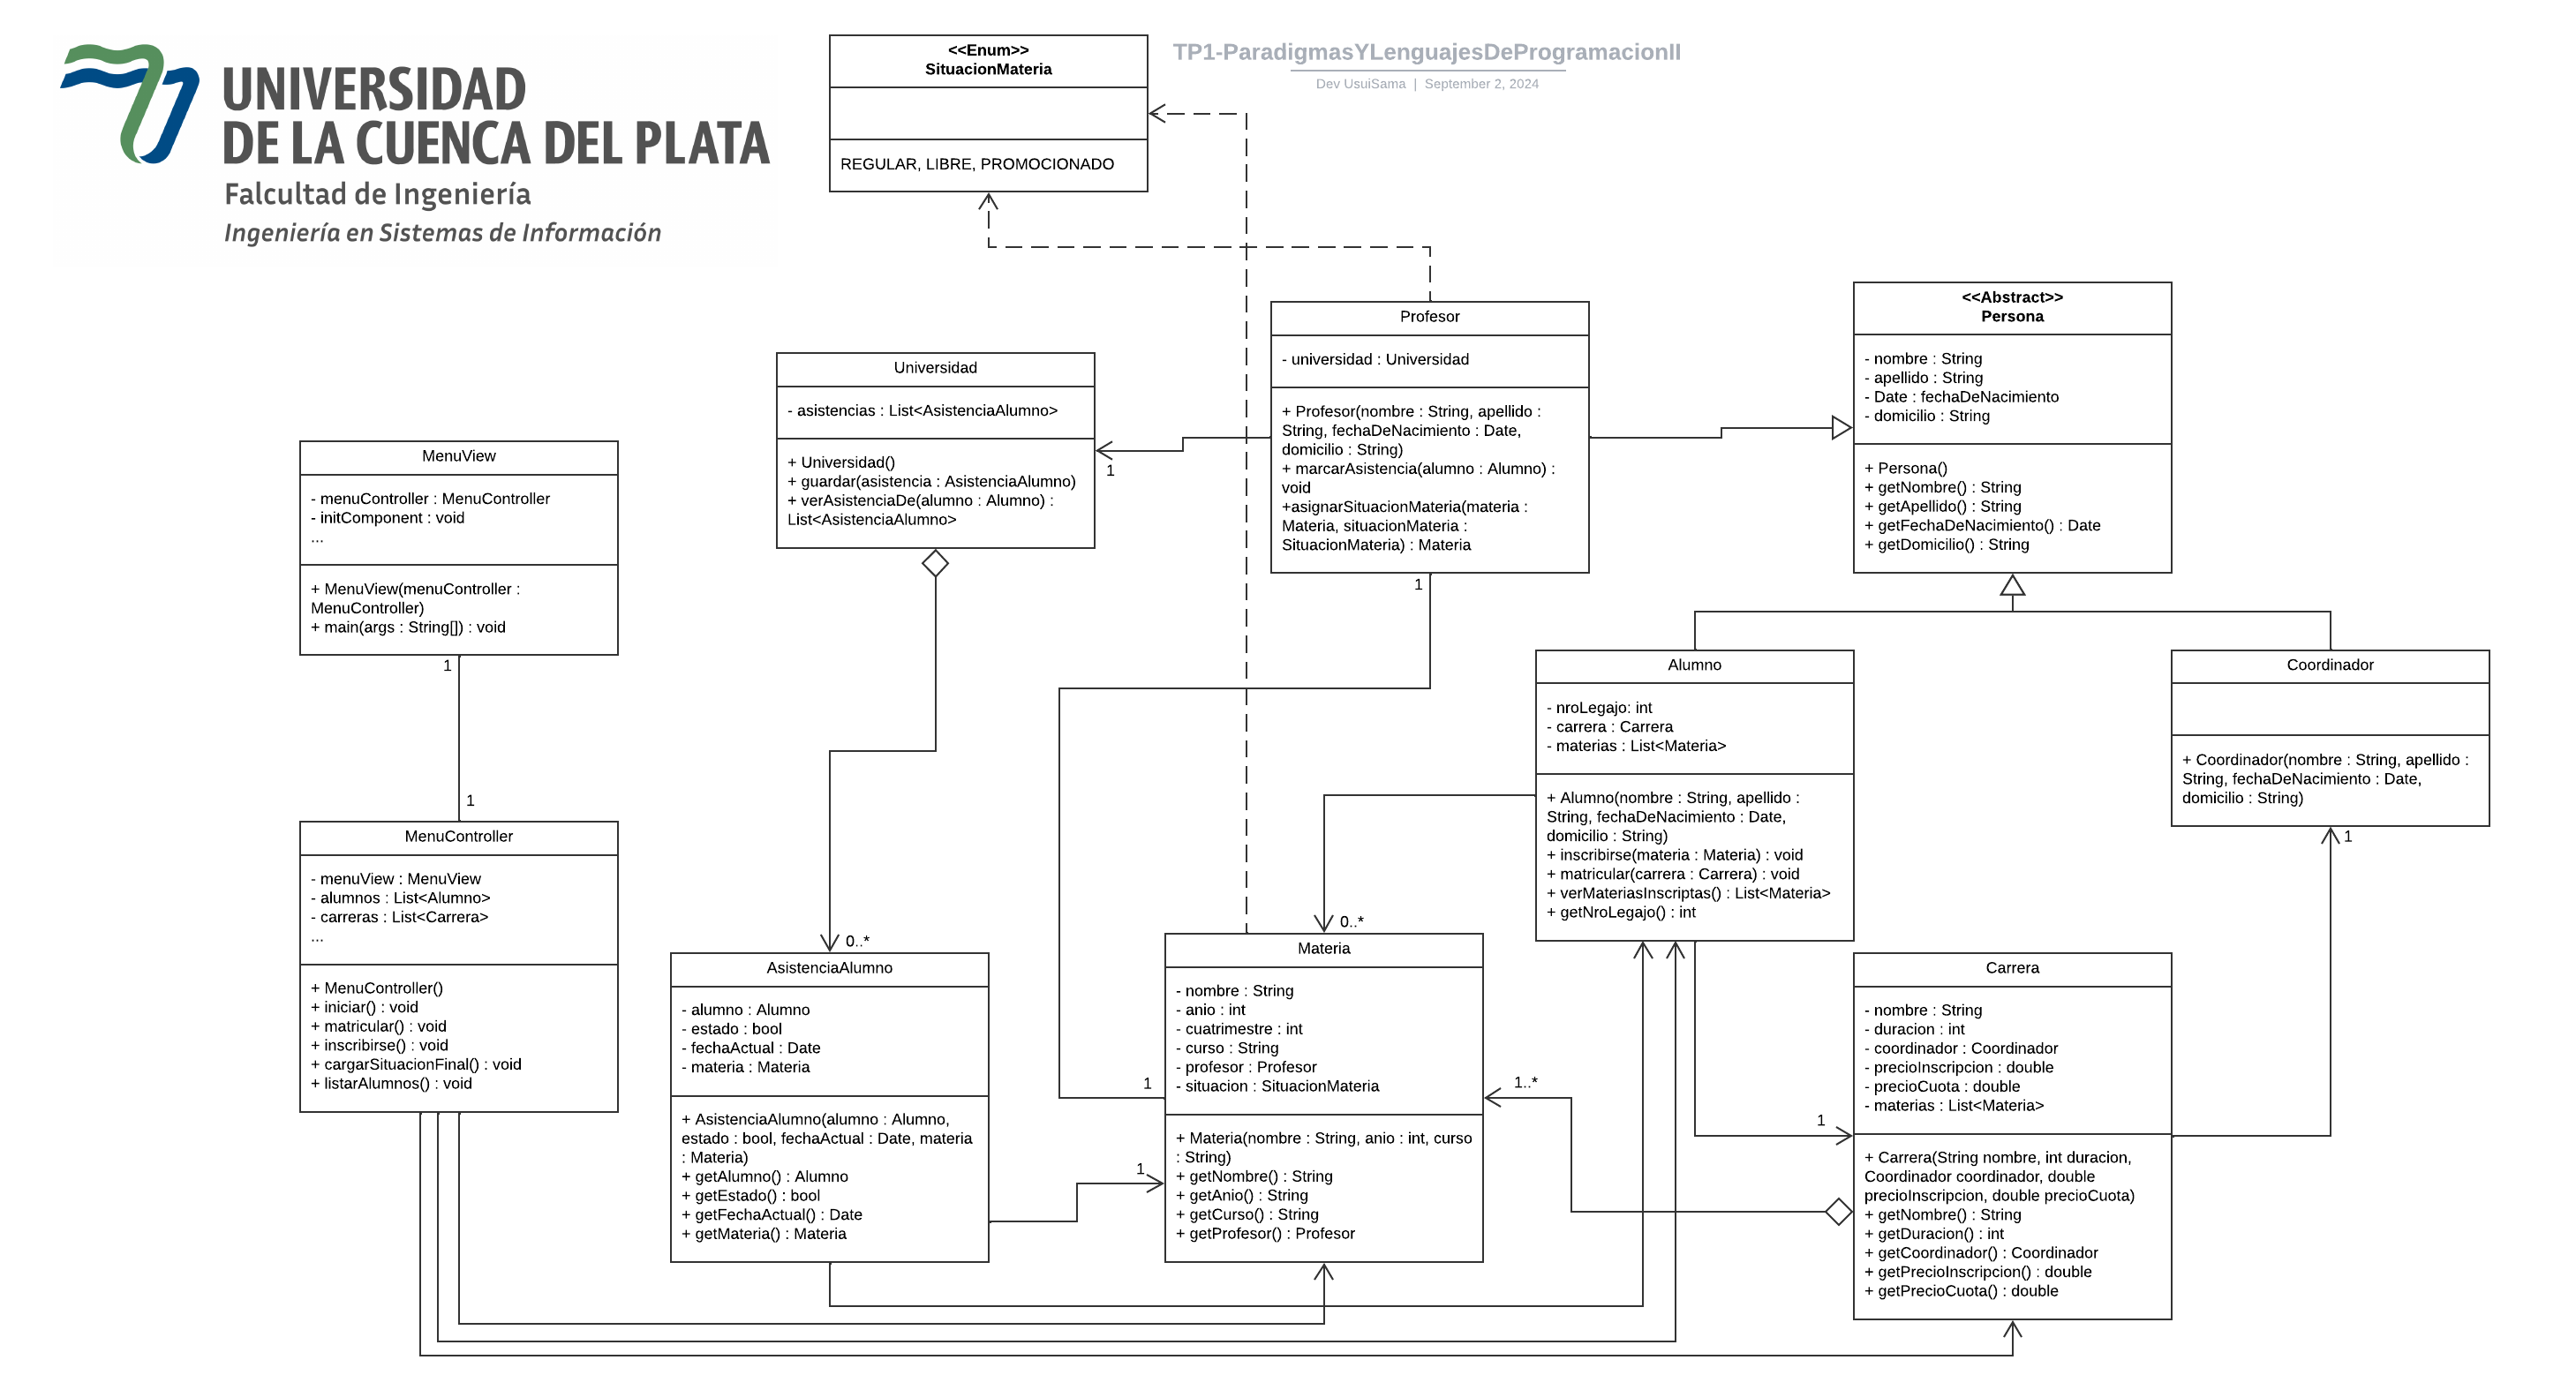 UNIVERSIDAD
DE LA CUENCA DEL PLATA
Falcultad de Ingeniería
Ingeniería en Sistemas de Información
<<Enum>>
SituacionMateria
REGULAR, LIBRE, PROMOCIONADO
TP1-ParadigmasYLenguajesDeProgramacionII
Dev UsuiSama | September 2, 2024
Profesor
- universidad : Universidad
+ Profesor(nombre : String, apellido :
String, fechaDeNacimiento : Date,
domicilio : String)
+ marcarAsistencia(alumno : Alumno) :
void
+asignarSituacionMateria(materia :
Materia, situacionMateria :
SituacionMateria) : Materia
1
<<Abstract>>
Persona
- nombre : String
- apellido : String
- Date : fechaDeNacimiento
- domicilio : String
+ Persona()
+ getNombre() : String
+ getApellido() : String
+ getFechaDeNacimiento() : Date
+ getDomicilio() : String
Universidad
- asistencias : List<AsistenciaAlumno>
+ Universidad()
+ guardar(asistencia : AsistenciaAlumno)
+ verAsistenciaDe(alumno : Alumno) :
List<AsistenciaAlumno>
1
MenuView
- menuController : MenuController
- initComponent : void
...
+ MenuView(menuController :
MenuController)
+ main(args : String[]) : void
1
1
MenuController
- menuView : MenuView
- alumnos : List<Alumno>
- carreras : List<Carrera>
...
+ MenuController()
+ iniciar() : void
+ matricular() : void
+ inscribirse() : void
+ cargarSituacionFinal() : void
+ listarAlumnos() : void
Alumno
- nroLegajo: int
- carrera : Carrera
- materias : List<Materia>
+ Alumno(nombre : String, apellido :
String, fechaDeNacimiento : Date,
domicilio : String)
+ inscribirse(materia : Materia) : void
+ matricular(carrera : Carrera) : void
+ verMateriasInscriptas() : List<Materia>
+ getNroLegajo() : int
Coordinador
+ Coordinador(nombre : String, apellido :
String, fechaDeNacimiento : Date,
domicilio : String)
1
0..*
AsistenciaAlumno
- alumno : Alumno
- estado : bool
- fechaActual : Date
- materia : Materia
+ AsistenciaAlumno(alumno : Alumno,
estado : bool, fechaActual : Date, materia
: Materia)
+ getAlumno() : Alumno
+ getEstado() : bool
+ getFechaActual() : Date
+ getMateria() : Materia
1
1
0..*
Materia
- nombre : String
- anio : int
- cuatrimestre : int
- curso : String
- profesor : Profesor
- situacion : SituacionMateria
+ Materia(nombre : String, anio : int, curso
: String)
+ getNombre() : String
+ getAnio() : String
+ getCurso() : String
+ getProfesor() : Profesor
1..*
1
Carrera
- nombre : String
- duracion : int
- coordinador : Coordinador
- precioInscripcion : double
- precioCuota : double
- materias : List<Materia>
+ Carrera(String nombre, int duracion,
Coordinador coordinador, double
precioInscripcion, double precioCuota)
+ getNombre() : String
+ getDuracion() : int
+ getCoordinador() : Coordinador
+ getPrecioInscripcion() : double
+ getPrecioCuota() : double